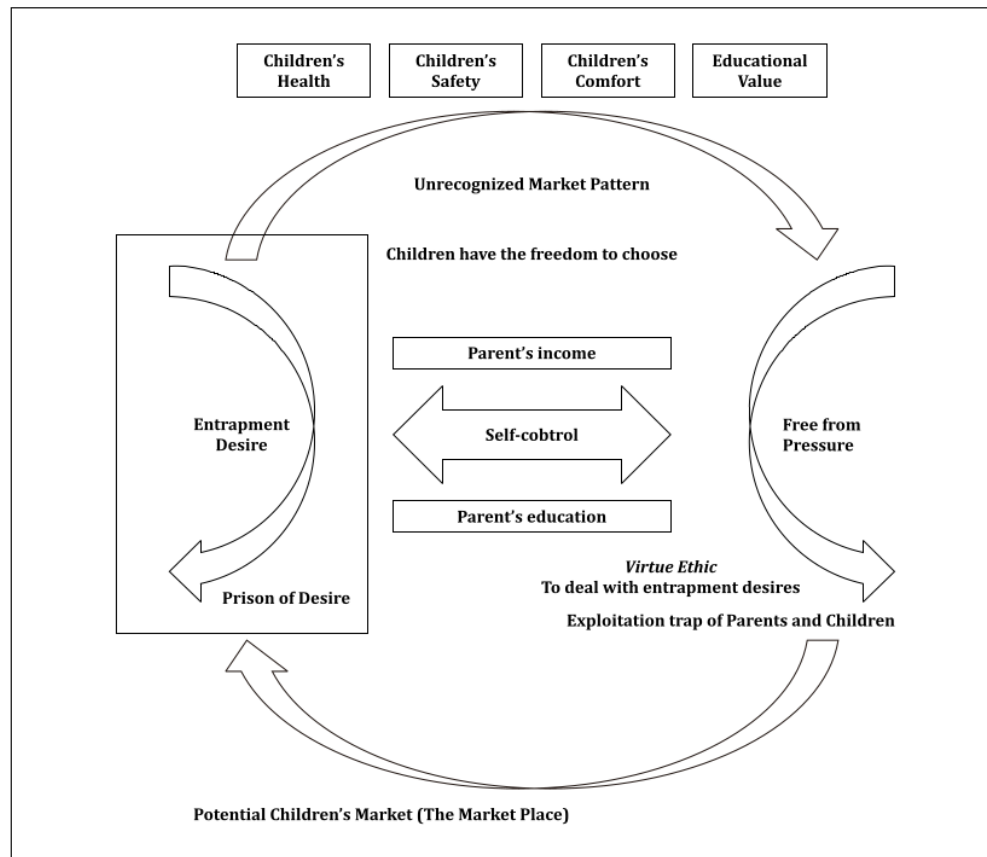 Children’s
Health
Children’s
Safety
Children’s
Comfort
Educational
Value
Unrecognized Market Pattern
Children have the freedom to choose
Parent’s income
Entrapment
Desire
Self-cobtrol
Free from
Pressure
Parent’s education
Virtue Ethic
To deal with entrapment desires
Prison of Desire
Exploitation trap of Parents and Children
Potential Children’s Market (The Market Place)